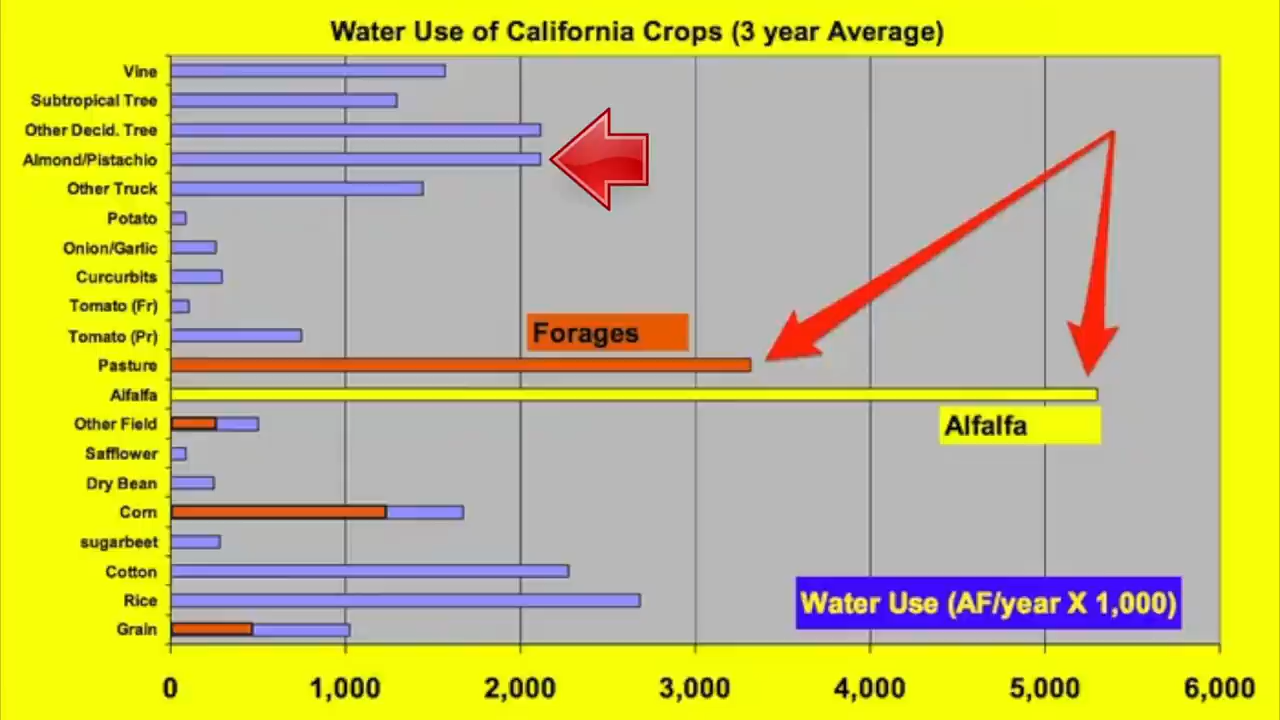 Water Use of California Crops (3 year Average)
Vine
Subtropical Tree
Other Decid. Tree
Almond/Pistachio
Other Truck
Potato
Onion/Garlic
Curcurbits
Tomato (Fr)
Tomato (Pr)
Forages
Pasture
Alfalfa
Other Field
Alfalfa
Safflower
Dry Bean
Corn
sugarbeet
Cotton
Rice
Water Use (AF/year X 1,000)
Grain
0 1,000 2,000 3,000 4,000 5,000 6,000